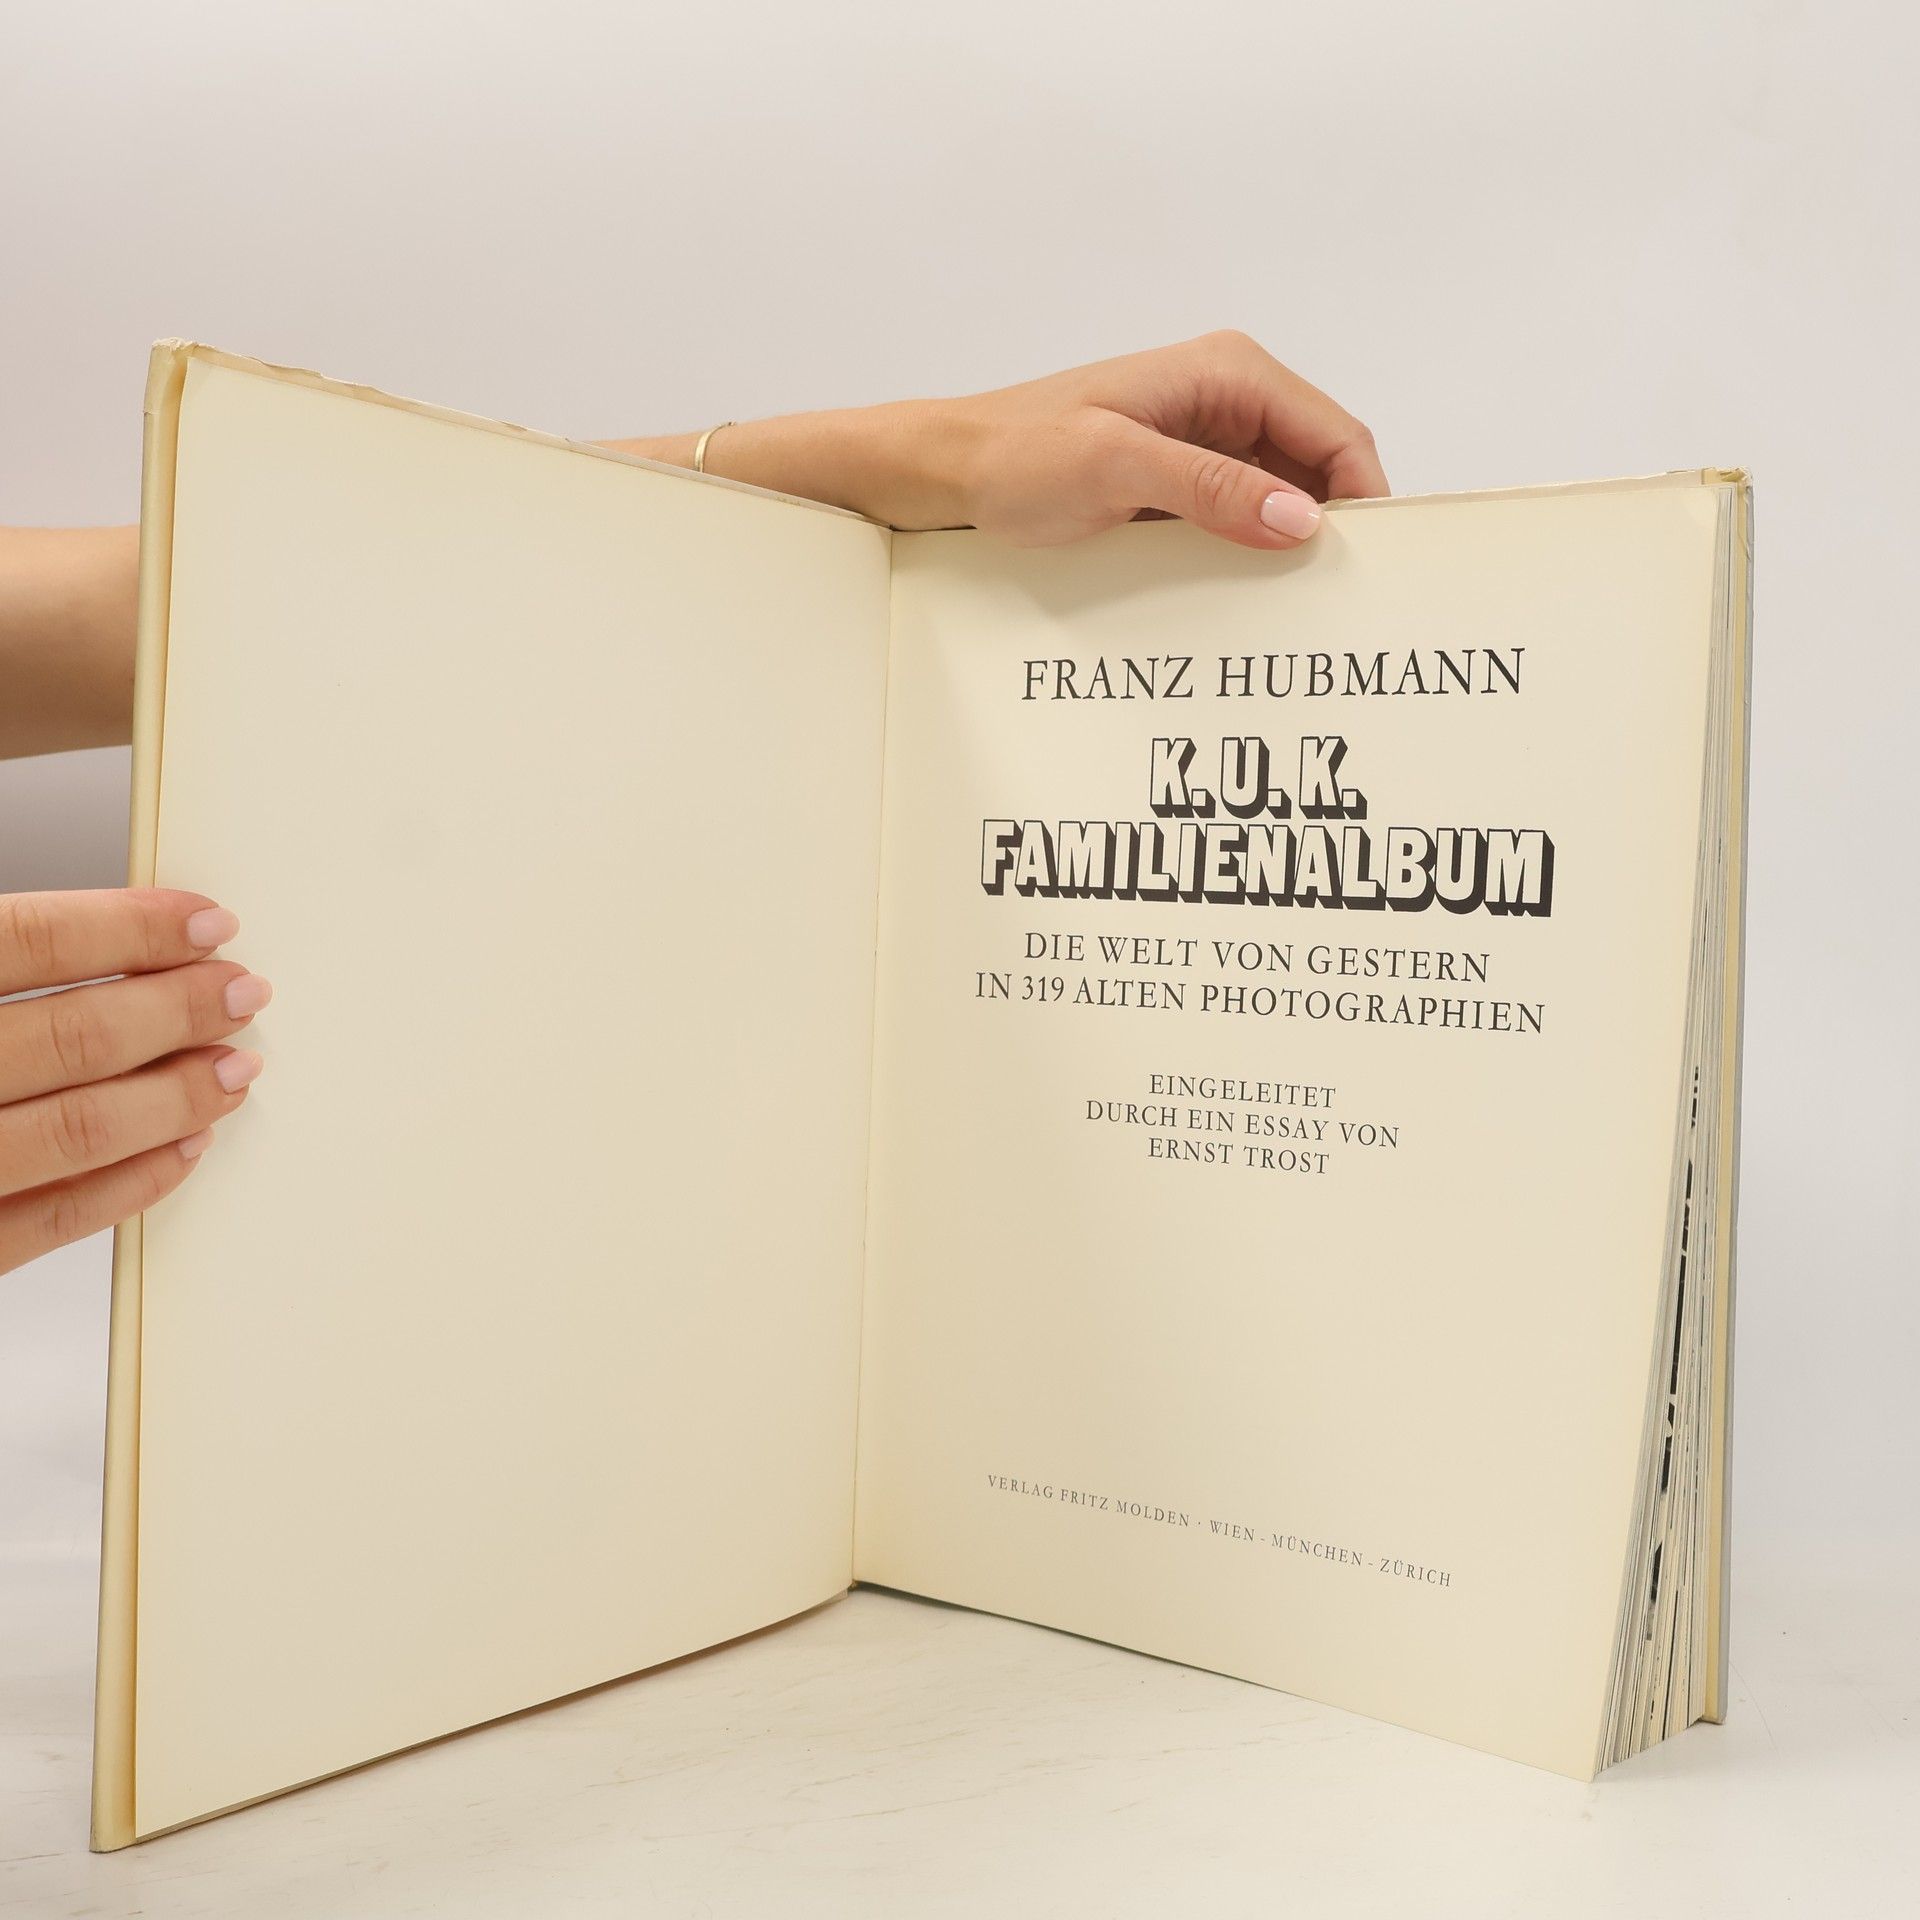 FRANZ HUBMANN
K.U.K.
FAMILIENALBUM
DIE WELT VON GESTERN
IN 319 ALTEN PHOTOGRAPHIEN
EINGELEITET
DURCH EIN ESSAY VON
ERNST TROST
VERLAG FRITZ MOLDEN · WIEN - MÜNCHEN - ZÜRICH